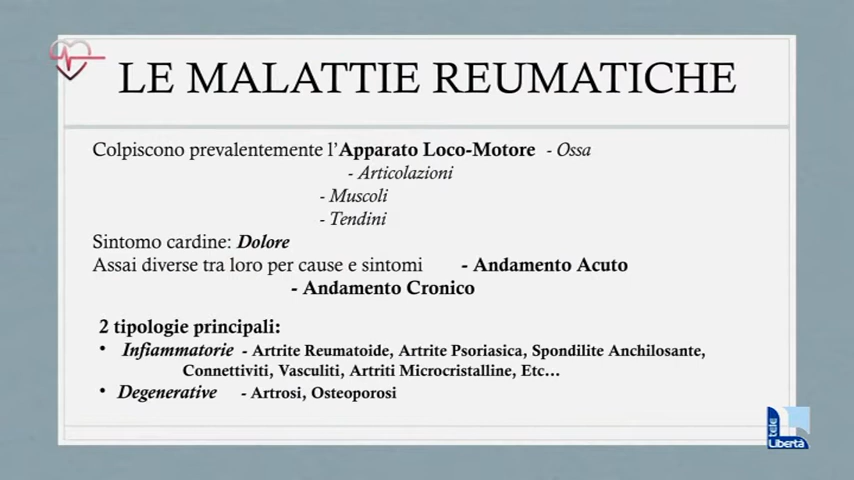 LE MALATTIE REUMATICHE
Colpiscono prevalentemente l'Apparato Loco-Motore - Ossa
- Articolazioni
- Muscoli
- Tendini
Sintomo cardine: Dolore
Assai diverse tra loro per cause e sintomi - Andamento Acuto
- Andamento Cronico
2 tipologie principali:
• Infiammatorie - Artrite Reumatoide, Artrite Psoriasica, Spondilite Anchilosante,
Connettiviti, Vasculiti, Artriti Microcristalline, Etc...
• Degenerative - Artrosi, Osteoporosi
tele
Libertà